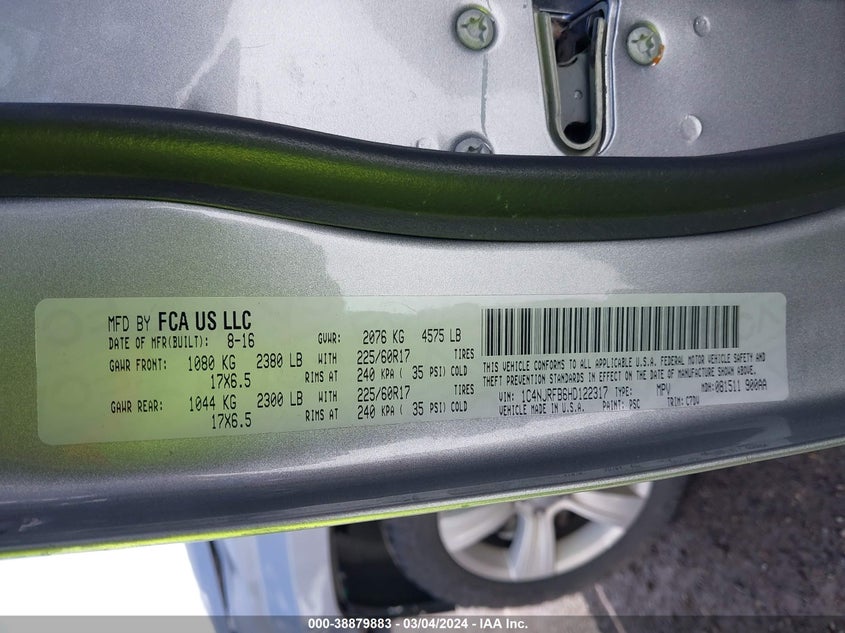 MFD BY FCA US LLC
DATE OF MFR(BUILT): 8-16 GVWR: 2076 KG 4575 LB
GAWR FRONT: 1080 KG 2380 LB WITH 225/60R17 TIRES
17X6.5 RIMS AT 240 KPA ( 35 PSI) COLD
GAWR REAR: 1044 KG 2300 LB WITH 225/60R17 TIRES
17X6.5 RIMS AT 240 KPA ( 35 PSI) COLD
THIS VEHICLE CONFORMS TO ALL APPLICABLE U.S.A. FEDERAL MOTOR VEHICLE SAFETY AND
THEFT PREVENTION STANDARDS IN EFFECT ON THE DATE OF MANUFACTURE SHOWN ABOVE.
VIN: 1C4NJRFB6HD122317 TYPE: MPV MDH: 081511 900AA
VEHICLE MADE IN U.S.A. PAINT: PSC TRIM: C7DV
000-38879883 - 03/04/2024 - IAA Inc.